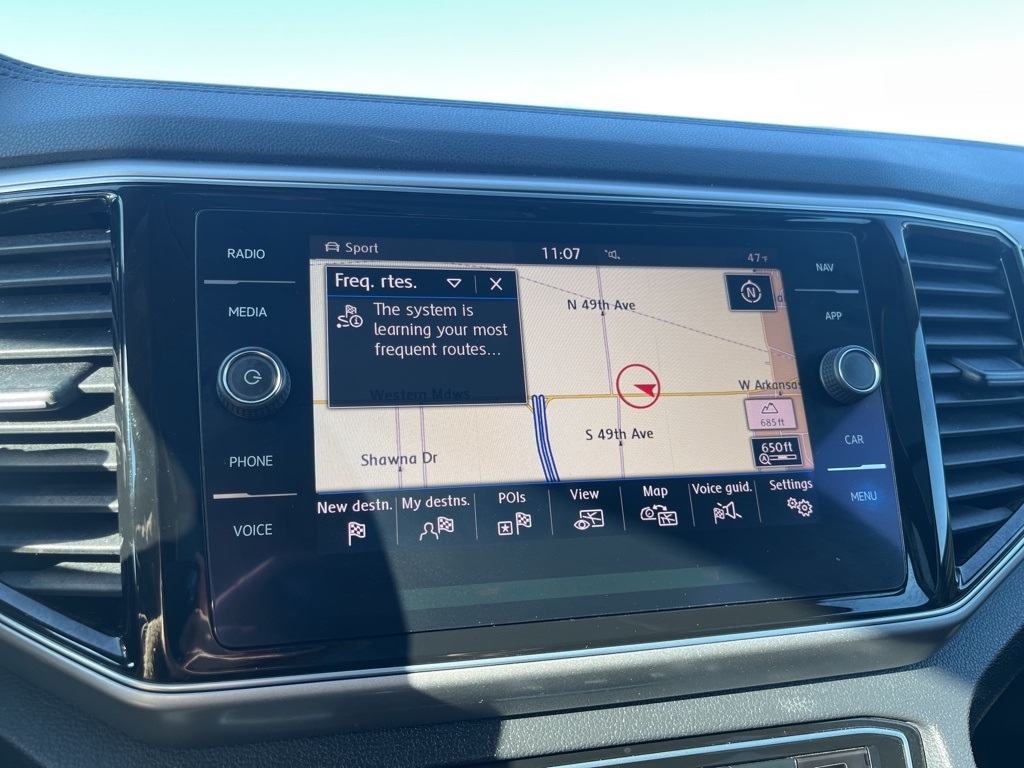 RADIO
MEDIA
PHONE
VOICE
Sport
11:07
47°F
Freq. rtes.
The system is
learning your most
frequent routes...
N 49th Ave
N
Western Mdws
W Arkansas
S 49th Ave
Shawna Dr
685ft
650ft
A
New destn.
My destns.
POIs
View
Map
Voice guid.
Settings
NAV
APP
CAR
MENU